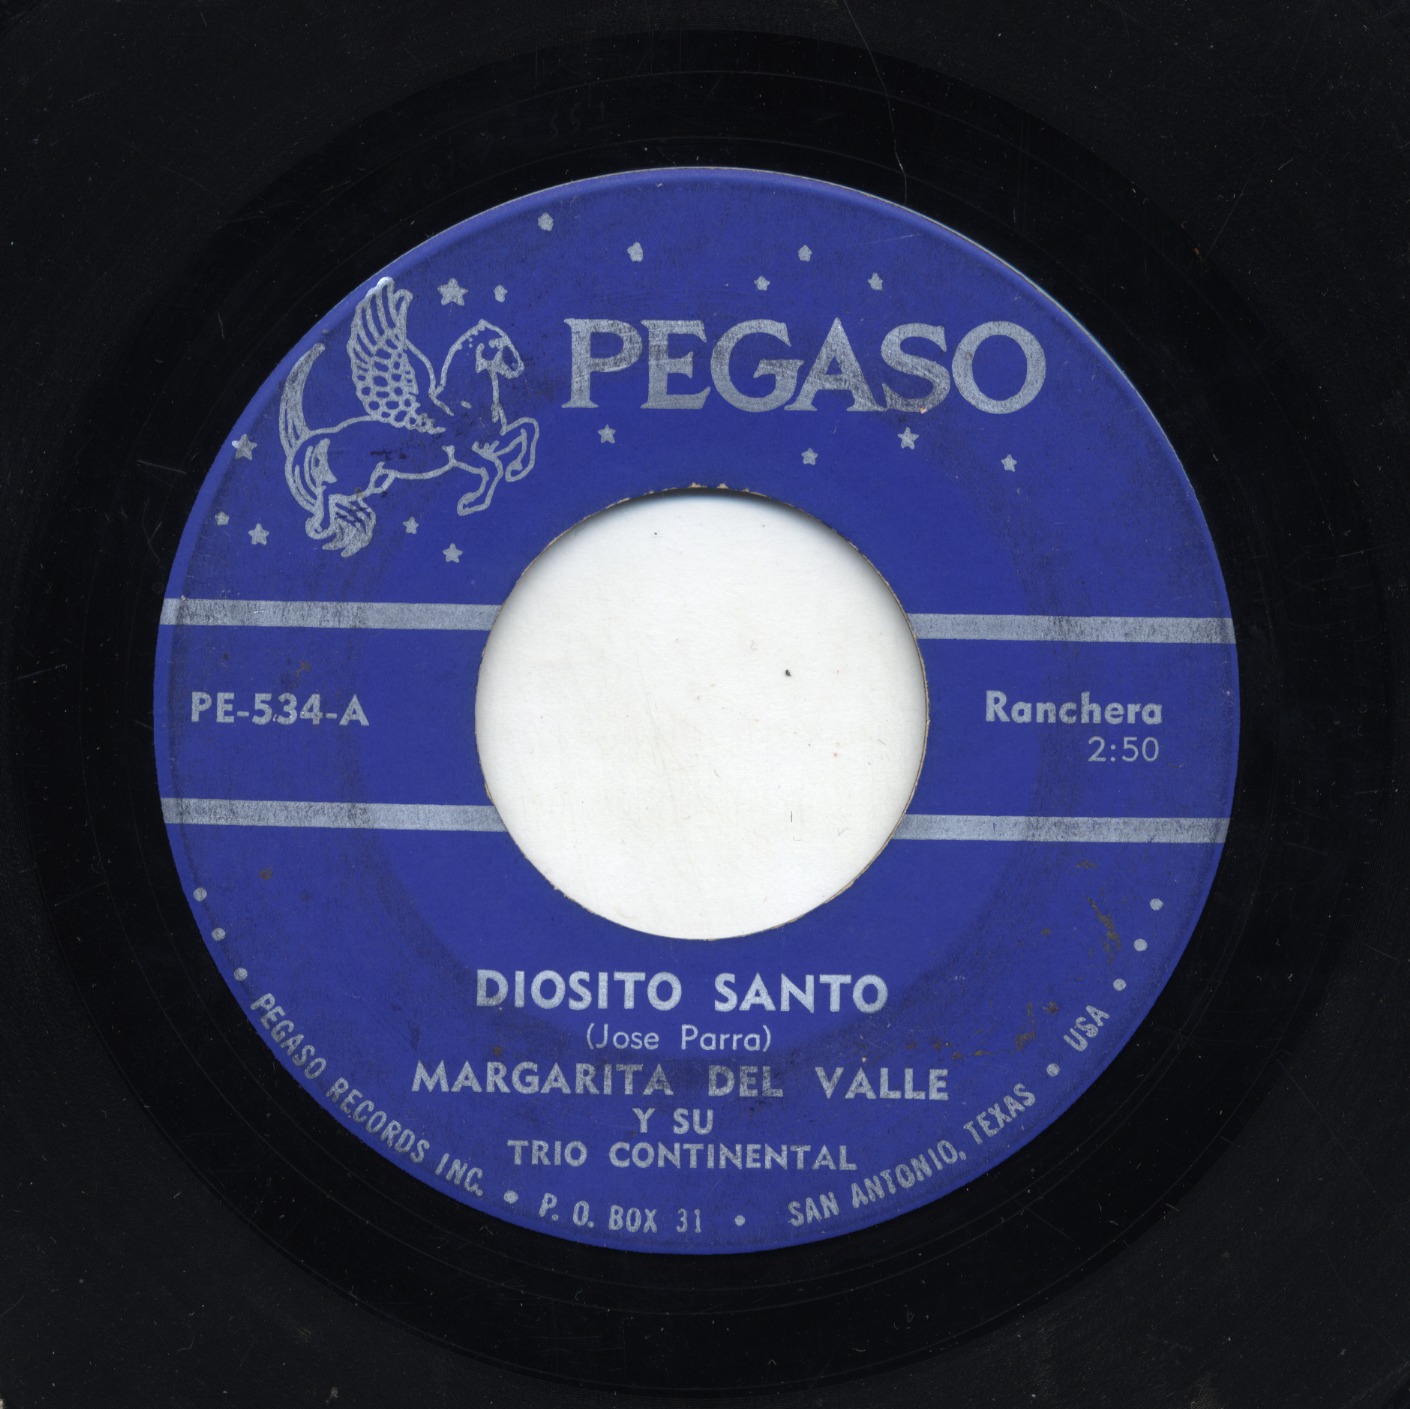 PEGASO
PE-534-A
Ranchera
2:50
DIOSITO SANTO
(Jose Parra)
MARGARITA DEL VALLE
Y SU
TRIO CONTINENTAL
PEGASO RECORDS INC. • P. O. BOX 31 • SAN ANTONIO, TEXAS • USA